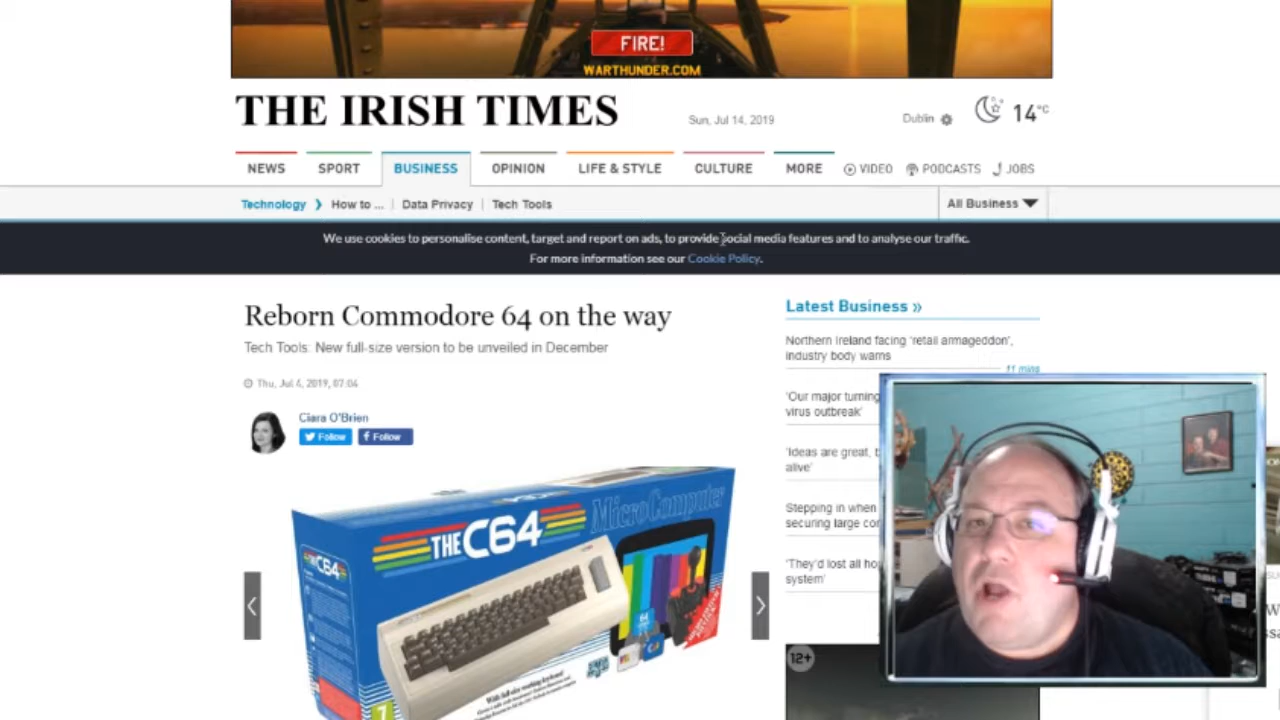 FIRE!
WARTHUNDER.COM
THE IRISH TIMES
Sun, Jul 14, 2019
Dublin
14°C
NEWS
SPORT
BUSINESS
OPINION
LIFE & STYLE
CULTURE
MORE
VIDEO
PODCASTS
JOBS
Technology
How to ...
Data Privacy
Tech Tools
All Business
We use cookies to personalise content, target and report on ads, to provide social media features and to analyse our traffic.
For more information see our Cookie Policy.
Reborn Commodore 64 on the way
Tech Tools: New full-size version to be unveiled in December
Thu, Jul 4, 2019, 07:04
Ciara O'Brien
Follow
Follow
THE C64
MicroComputer
THE C64
64
7
Latest Business »
Northern Ireland facing 'retail armageddon',
industry body warns
11 mins
'Our major turning
virus outbreak'
'Ideas are great,
alive'
Stepping in when
securing large
'They'd lost all
system'
12+